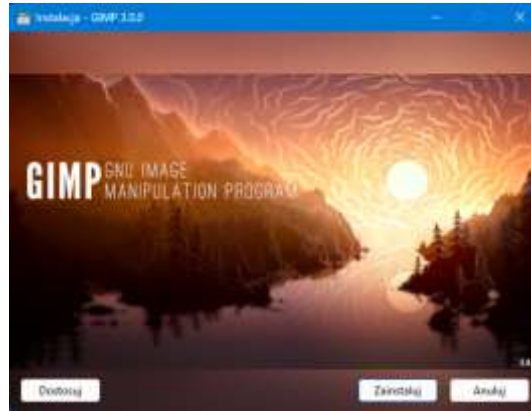 Instalacja - GIMP 3.0.0
GIMP
GNU IMAGE
MANIPULATION PROGRAM
Dostosuj
Zainstaluj
Anuluj